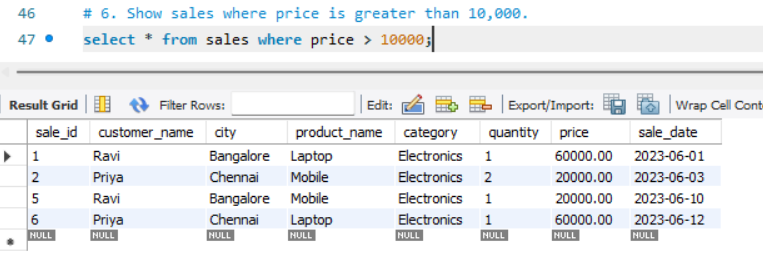 46 # 6. Show sales where price is greater than 10,000.
47 select * from sales where price > 10000;
Result Grid Filter Rows: Edit: Export/Import: Wrap Cell Cont
sale_id customer_name city product_name category quantity price sale_date
1 Ravi Bangalore Laptop Electronics 1 60000.00 2023-06-01
2 Priya Chennai Mobile Electronics 2 20000.00 2023-06-03
5 Ravi Bangalore Mobile Electronics 1 20000.00 2023-06-10
6 Priya Chennai Laptop Electronics 1 60000.00 2023-06-12
NULL NULL NULL NULL NULL NULL NULL NULL